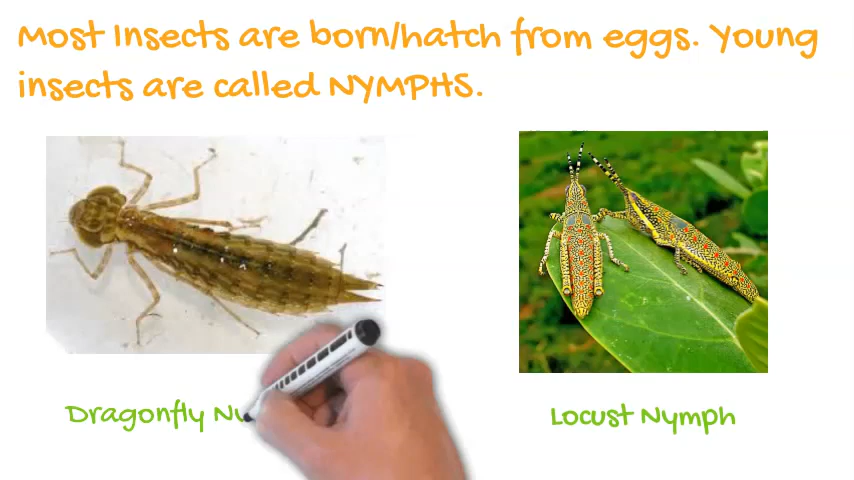 Most Insects are born/hatch from eggs. Young
insects are called NYMPHS.
Dragonfly
Locust Nymph